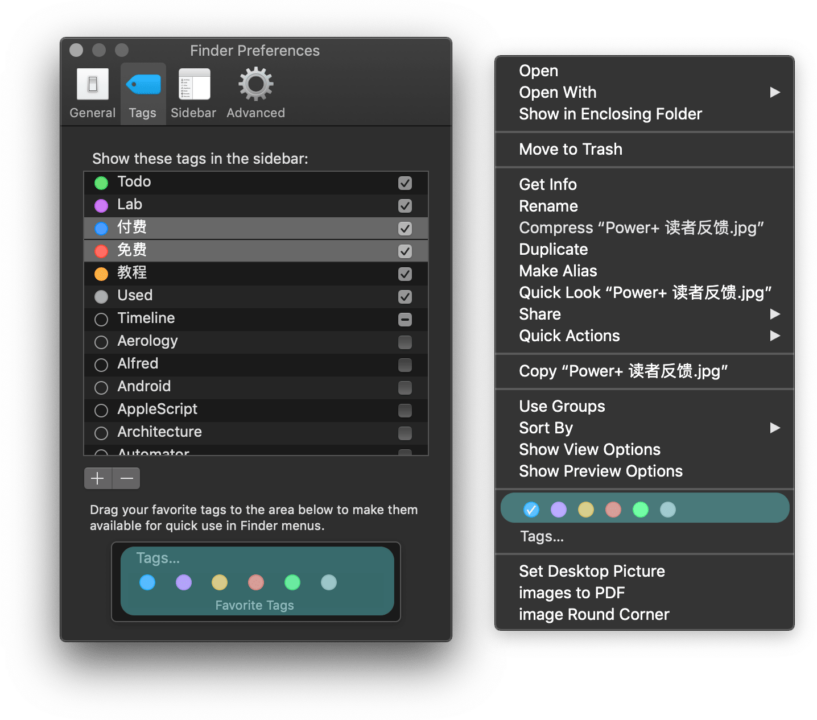 Finder Preferences
General
Tags
Sidebar
Advanced
Show these tags in the sidebar:
Todo
Lab
付费
免费
教程
Used
Timeline
Aerology
Alfred
Android
AppleScript
Architecture
Automator
Drag your favorite tags to the area below to make them
available for quick use in Finder menus.
Tags...
Favorite Tags
Open
Open With
Show in Enclosing Folder
Move to Trash
Get Info
Rename
Compress “Power+ 读者反馈.jpg”
Duplicate
Make Alias
Quick Look “Power+ 读者反馈.jpg”
Share
Quick Actions
Copy “Power+ 读者反馈.jpg”
Use Groups
Sort By
Show View Options
Show Preview Options
Tags...
Set Desktop Picture
images to PDF
image Round Corner